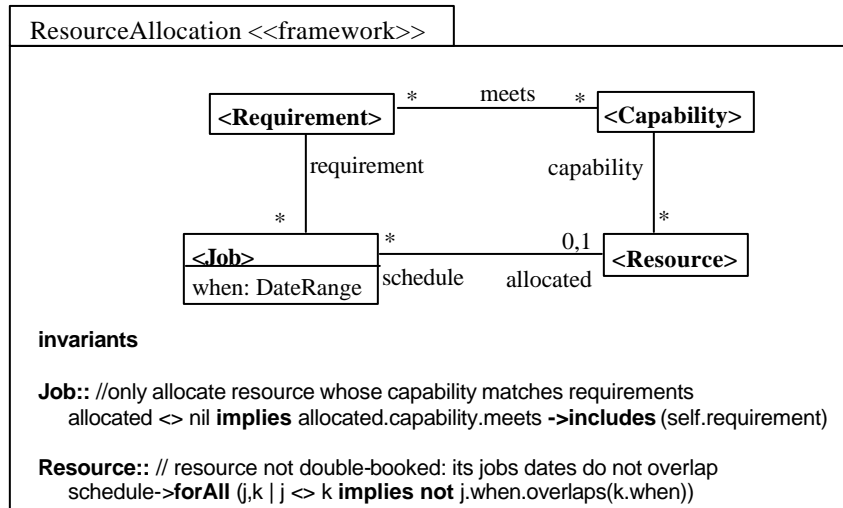 ResourceAllocation <<framework>>
* meets *
<Requirement> <Capability>
requirement capability
* *
<Job> * 0,1 <Resource>
when: DateRange schedule allocated
invariants
Job:: //only allocate resource whose capability matches requirements
allocated <> nil implies allocated.capability.meets ->includes (self.requirement)
Resource:: // resource not double-booked: its jobs dates do not overlap
schedule->forAll (j,k | j <> k implies not j.when.overlaps(k.when))